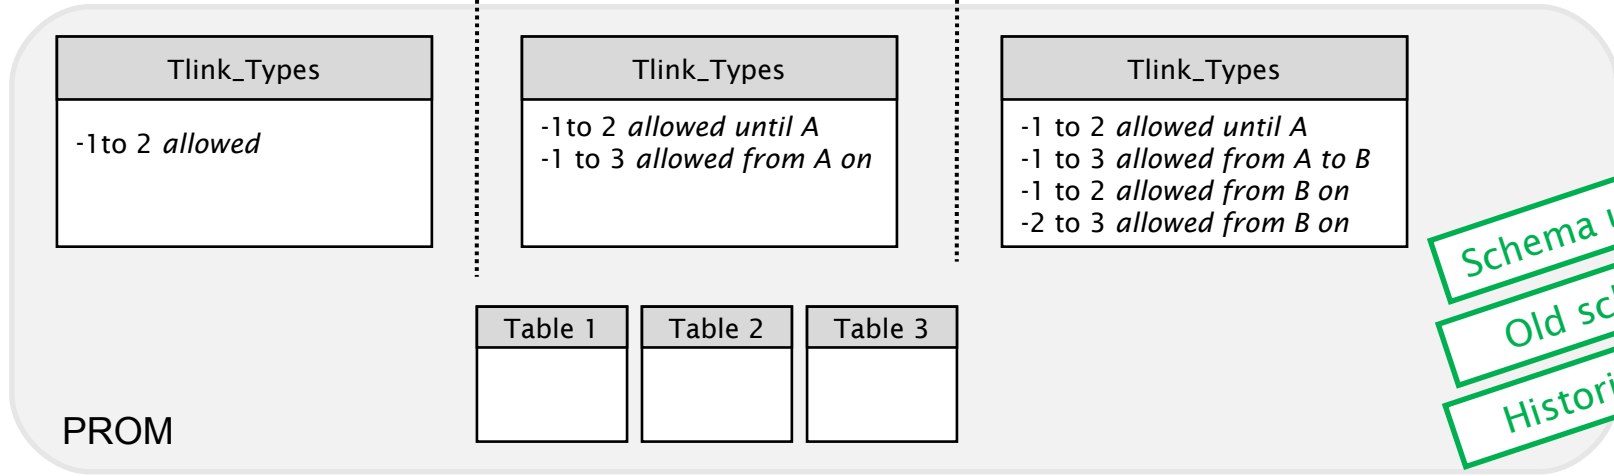 Tlink_Types
-1to 2 allowed
Tlink_Types
-1to 2 allowed until A
-1 to 3 allowed from A on
Tlink_Types
-1 to 2 allowed until A
-1 to 3 allowed from A to B
-1 to 2 allowed from B on
-2 to 3 allowed from B on
Schema
Old
Table 1
Table 2
Table 3
PROM